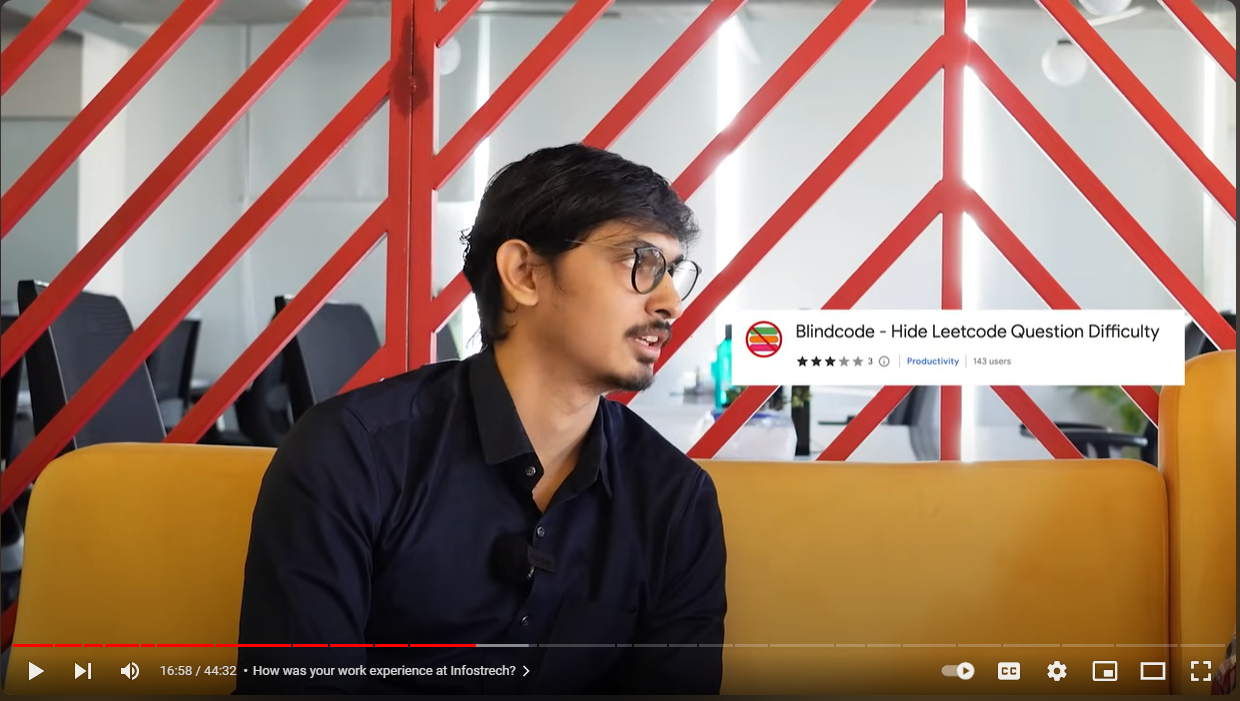 Blindcode - Hide Leetcode Question Difficulty
3 Productivity 143 users
16:58 / 44:32 • How was your work experience at Infostrech?
CC